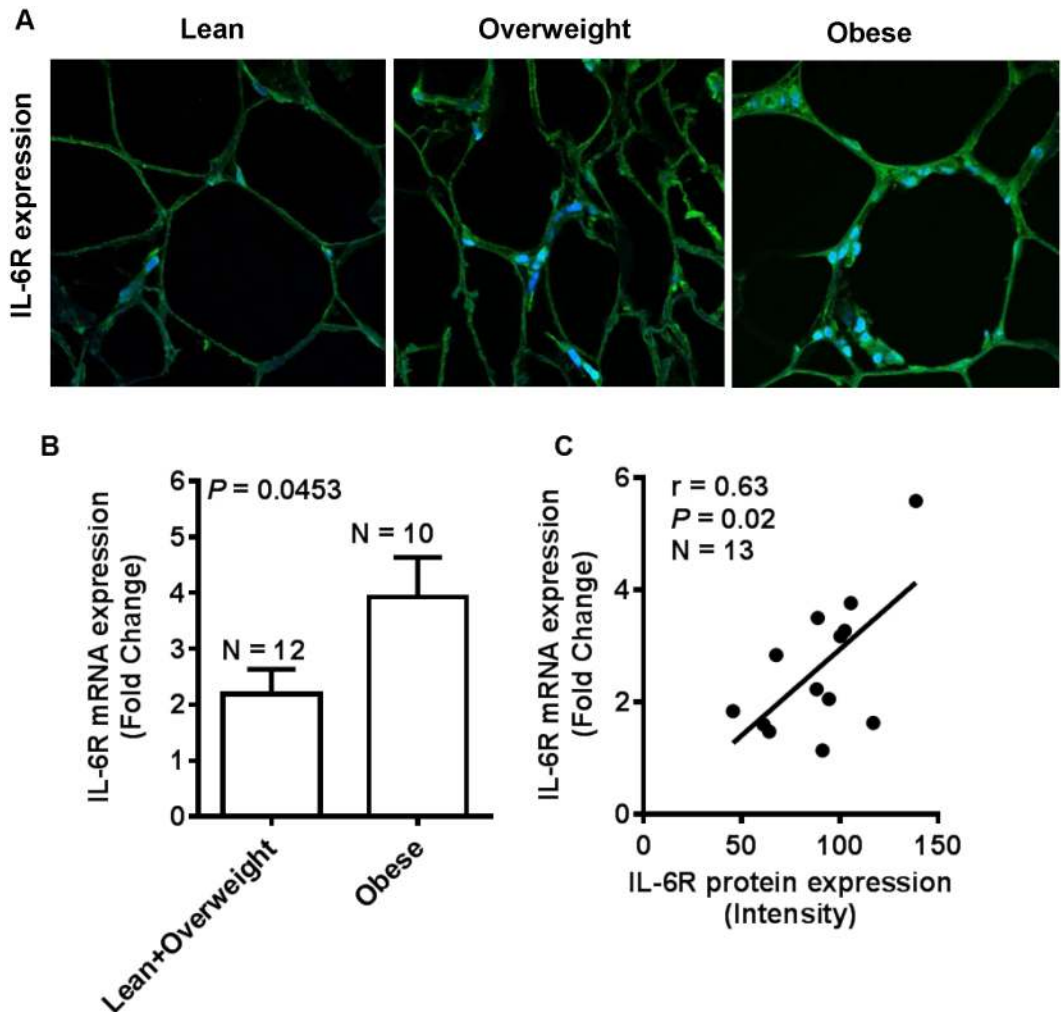 A
Lean
Overweight
Obese
IL-6R expression
B
P = 0.0453
N = 10
N = 12
6
5
4
3
2
1
0
IL-6R mRNA expression
(Fold Change)
Lean+Overweight
Obese
C
r = 0.63
P = 0.02
N = 13
6
4
2
0
IL-6R mRNA expression
(Fold Change)
0 50 100 150
IL-6R protein expression
(Intensity)